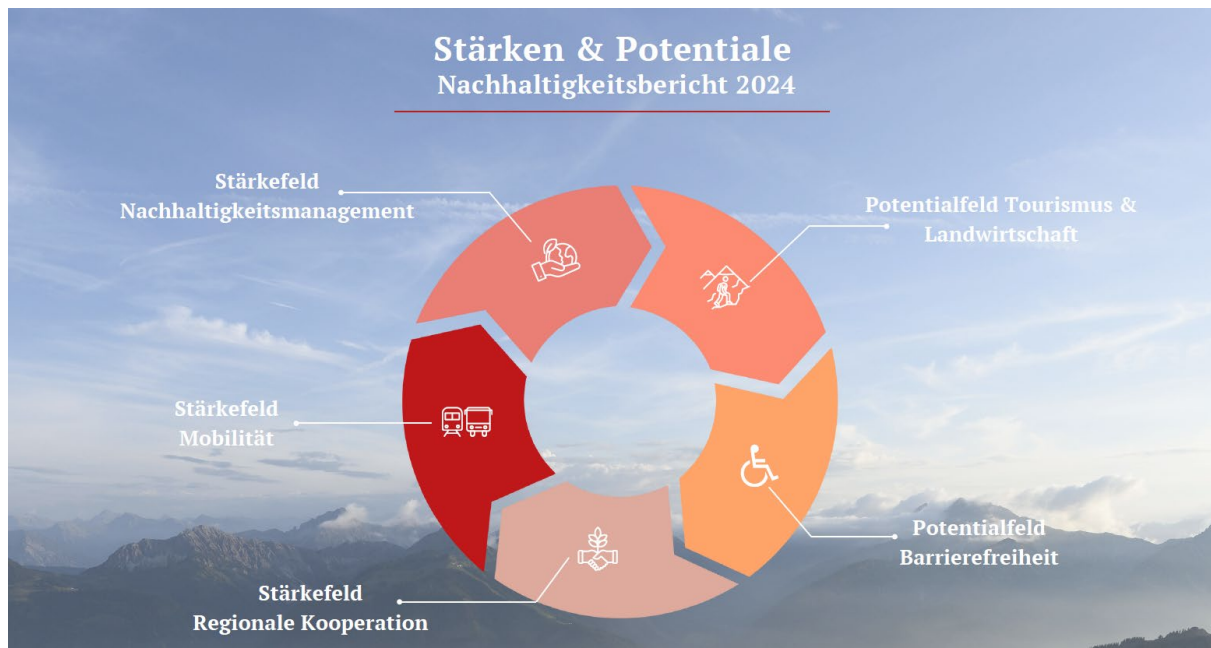 Stärken & Potentiale
Nachhaltigkeitsbericht 2024
Stärkefeld
Nachhaltigkeitsmanagement
Potentialfeld Tourismus &
Landwirtschaft
Stärkefeld
Mobilität
Potentialfeld
Barrierefreiheit
Stärkefeld
Regionale Kooperation